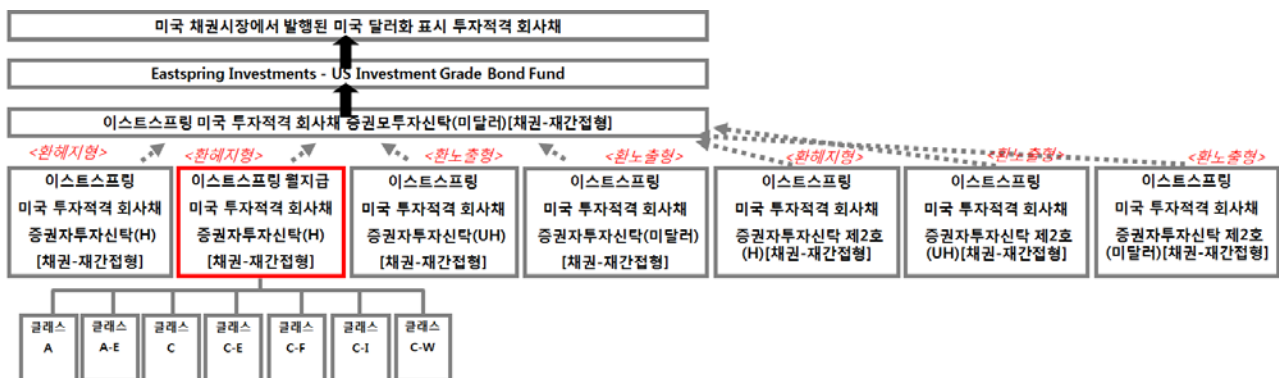 미국 채권시장에서 발행된 미국 달러화 표시 투자적격 회사채
Eastspring Investments - US Investment Grade Bond Fund
이스트스프링 미국 투자적격 회사채 증권모투자신탁(미달러)[채권-재간접형]
<환헤지형>
이스트스프링
미국 투자적격 회사채
증권자투자신탁(H)
[채권-재간접형]
<환헤지형>
이스트스프링 월지급
미국 투자적격 회사채
증권자투자신탁(H)
[채권-재간접형]
<환노출형>
이스트스프링
미국 투자적격 회사채
증권자투자신탁(UH)
[채권-재간접형]
<환노출형>
이스트스프링
미국 투자적격 회사채
증권자투자신탁(미달러)
[채권-재간접형]
<환헤지형>
이스트스프링
미국 투자적격 회사채
증권자투자신탁 제2호
(H)[채권-재간접형]
<환노출형>
이스트스프링
미국 투자적격 회사채
증권자투자신탁 제2호
(UH)[채권-재간접형]
<환노출형>
이스트스프링
미국 투자적격 회사채
증권자투자신탁 제2호
(미달러)[채권-재간접형]
클래스
A
클래스
A-E
클래스
C
클래스
C-E
클래스
C-F
클래스
C-I
클래스
C-W